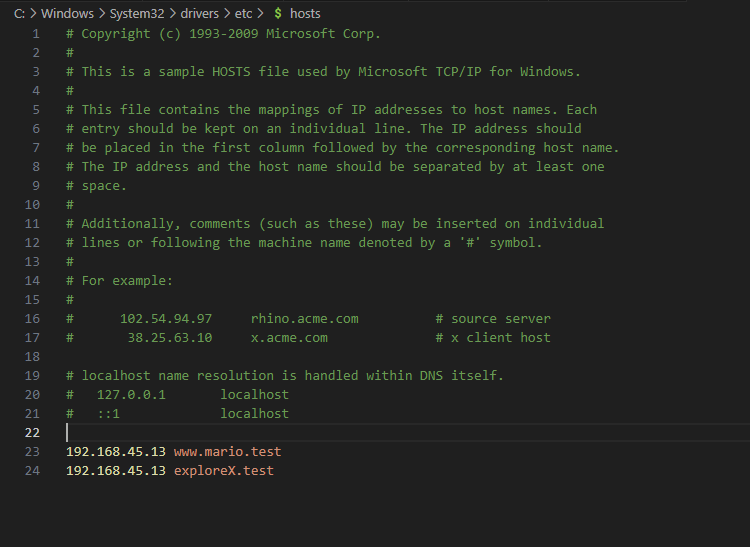 C: > Windows > System32 > drivers > etc > $ hosts
1 # Copyright (c) 1993-2009 Microsoft Corp.
2 #
3 # This is a sample HOSTS file used by Microsoft TCP/IP for Windows.
4 #
5 # This file contains the mappings of IP addresses to host names. Each
6 # entry should be kept on an individual line. The IP address should
7 # be placed in the first column followed by the corresponding host name.
8 # The IP address and the host name should be separated by at least one
9 # space.
10 #
11 # Additionally, comments (such as these) may be inserted on individual
12 # lines or following the machine name denoted by a '#' symbol.
13 #
14 # For example:
15 #
16 #      102.54.94.97     rhino.acme.com          # source server
17 #       38.25.63.10     x.acme.com              # x client host
18
19 # localhost name resolution is handled within DNS itself.
20 #   127.0.0.1       localhost
21 #   ::1             localhost
22
23 192.168.45.13 www.mario.test
24 192.168.45.13 exploreX.test